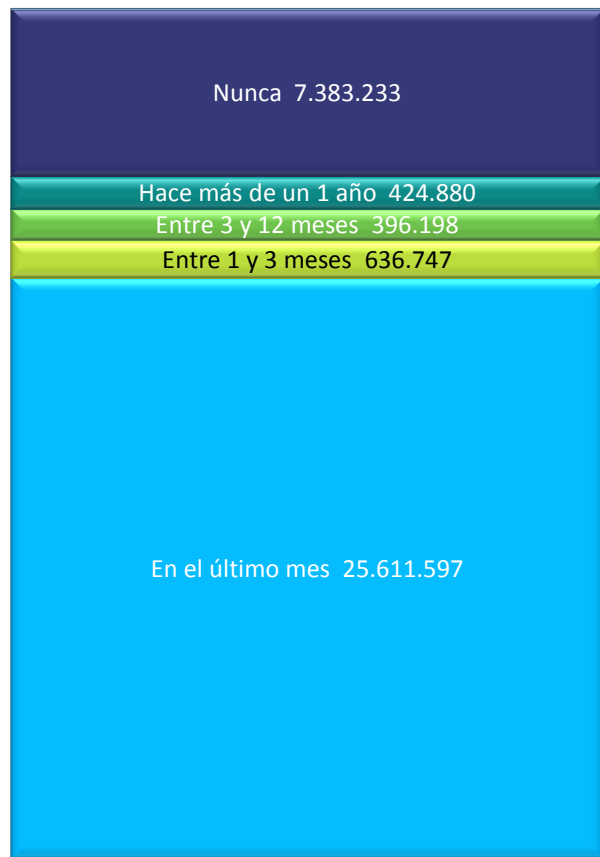 Nunca 7.383.233
Hace más de un 1 año 424.880
Entre 3 y 12 meses 396.198
Entre 1 y 3 meses 636.747
En el último mes 25.611.597